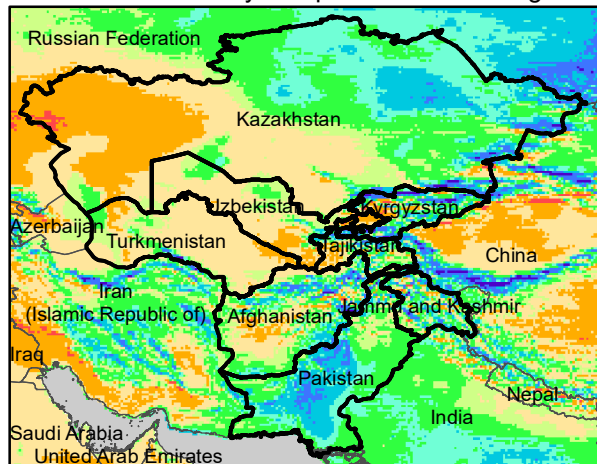 Russian Federation
Kazakhstan
Uzbekistan
Kyrgyzstan
Azerbaijan
Turkmenistan
Tajikistan
China
Iran
(Islamic Republic of)
Afghanistan
Jammu and Kashmir
Iraq
Pakistan
Nepal
India
Saudi Arabia
United Arab Emirates